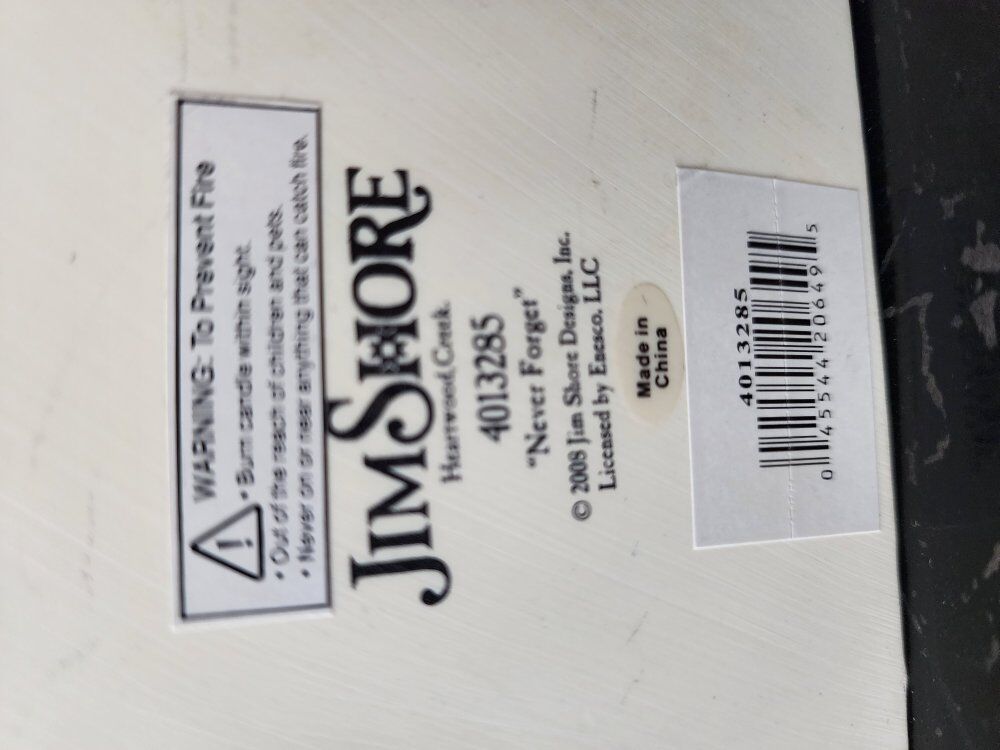 WARNING: To Prevent Fire
• Burn candle within sight.
• Out of the reach of children and pets.
• Never on or near anything that can catch fire.
JIM SHORE
Heartwood Creek.
4013285
“Never Forget”
© 2008 Jim Shore Designs, Inc.
Licensed by Enesco, LLC
Made in
China
4013285
0 45544 20649 5